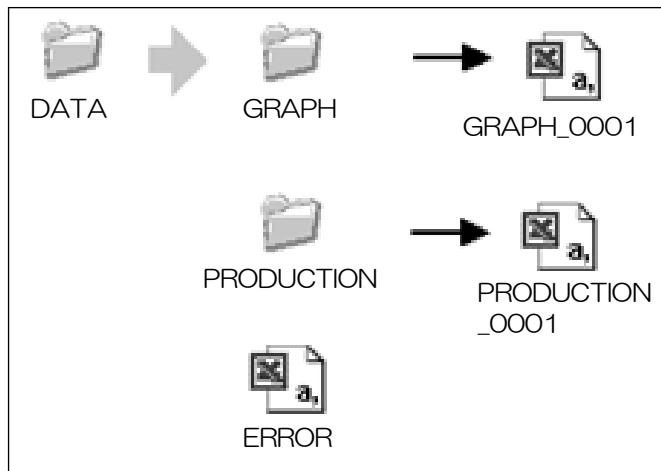 DATA
GRAPH
GRAPH_0001
PRODUCTION
PRODUCTION
_0001
ERROR
a,
a,
a,